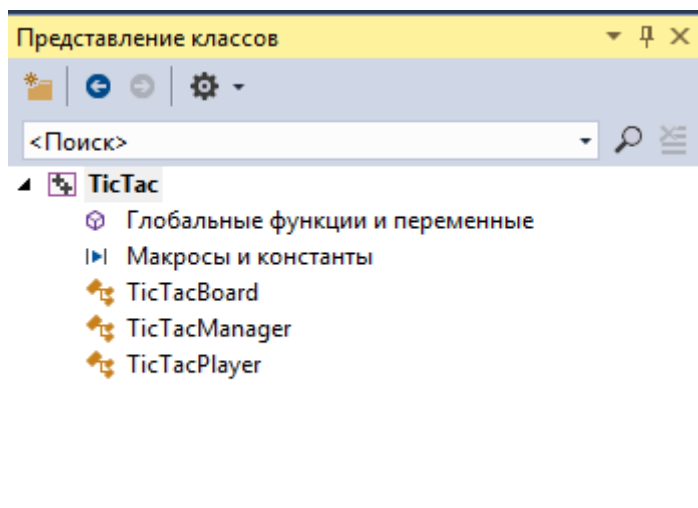 Представление классов
<Поиск>
TicTac
Глобальные функции и переменные
Макросы и константы
TicTacBoard
TicTacManager
TicTacPlayer